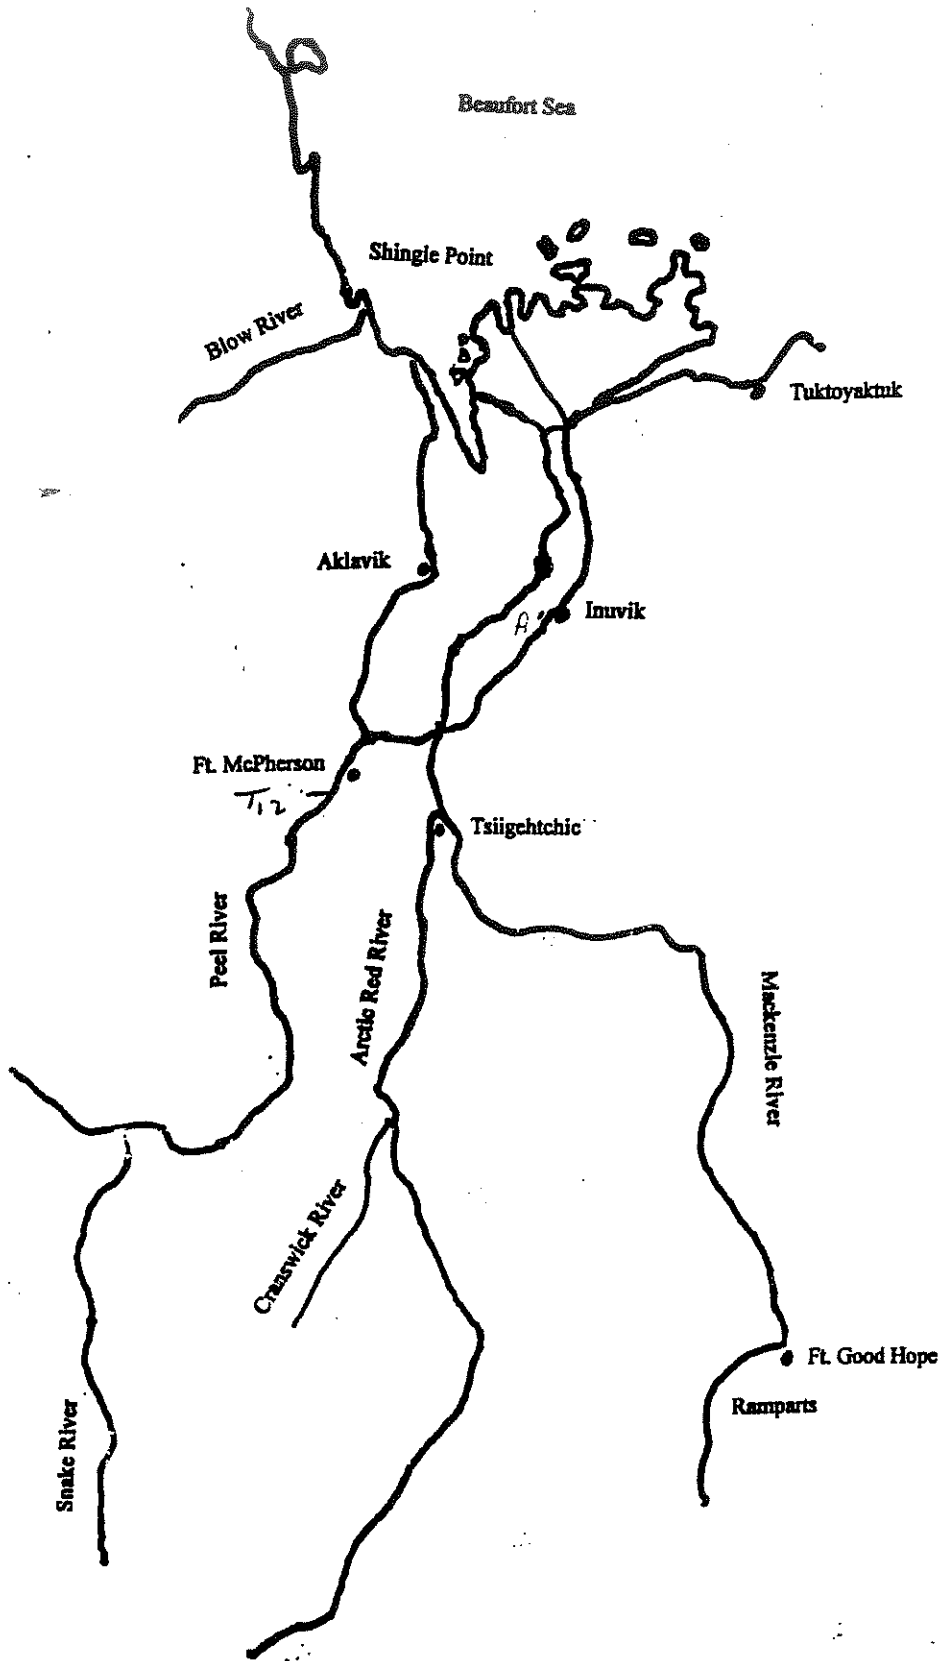 Beaufort Sea
Shingle Point
Blow River
Tuktoyaktuk
Aklavik
Inuvik
A'
Ft. McPherson
T12
Tsiigehtchic
Peel River
Arctic Red River
Mackenzie River
Cranswick River
Ft. Good Hope
Ramparts
Snake River